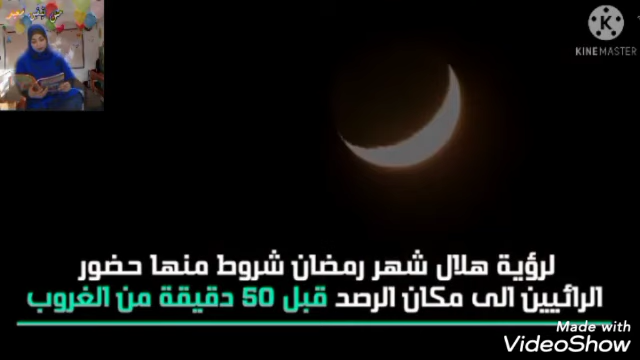 KINEMASTER
لرؤية هلال شهر رمضان شروط منها حضور
الرائيين الى مكان الرصد قبل 50 دقيقة من الغروب
Made with
VideoShow